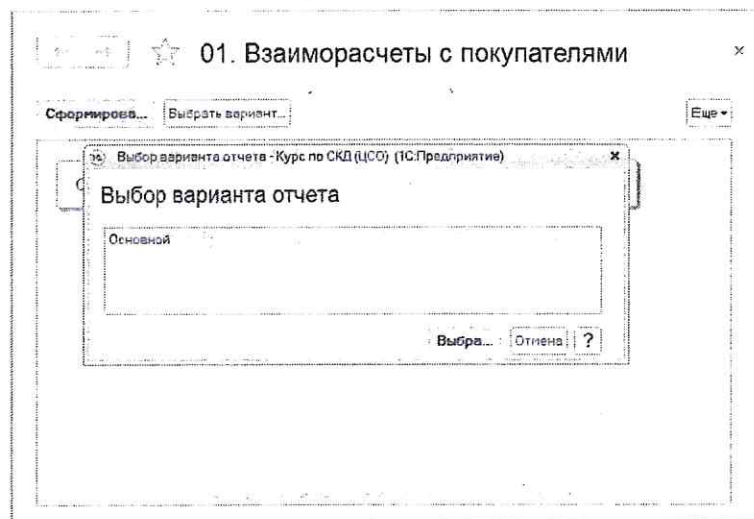 01. Взаиморасчеты с покупателями
Сформирова... Выбрать вариант... Еще
Выбор варианта отчета - Курс по СКД (ЦСО) (1С:Предприятие)
Выбор варианта отчета
Основной
Выбра... Отмена ?